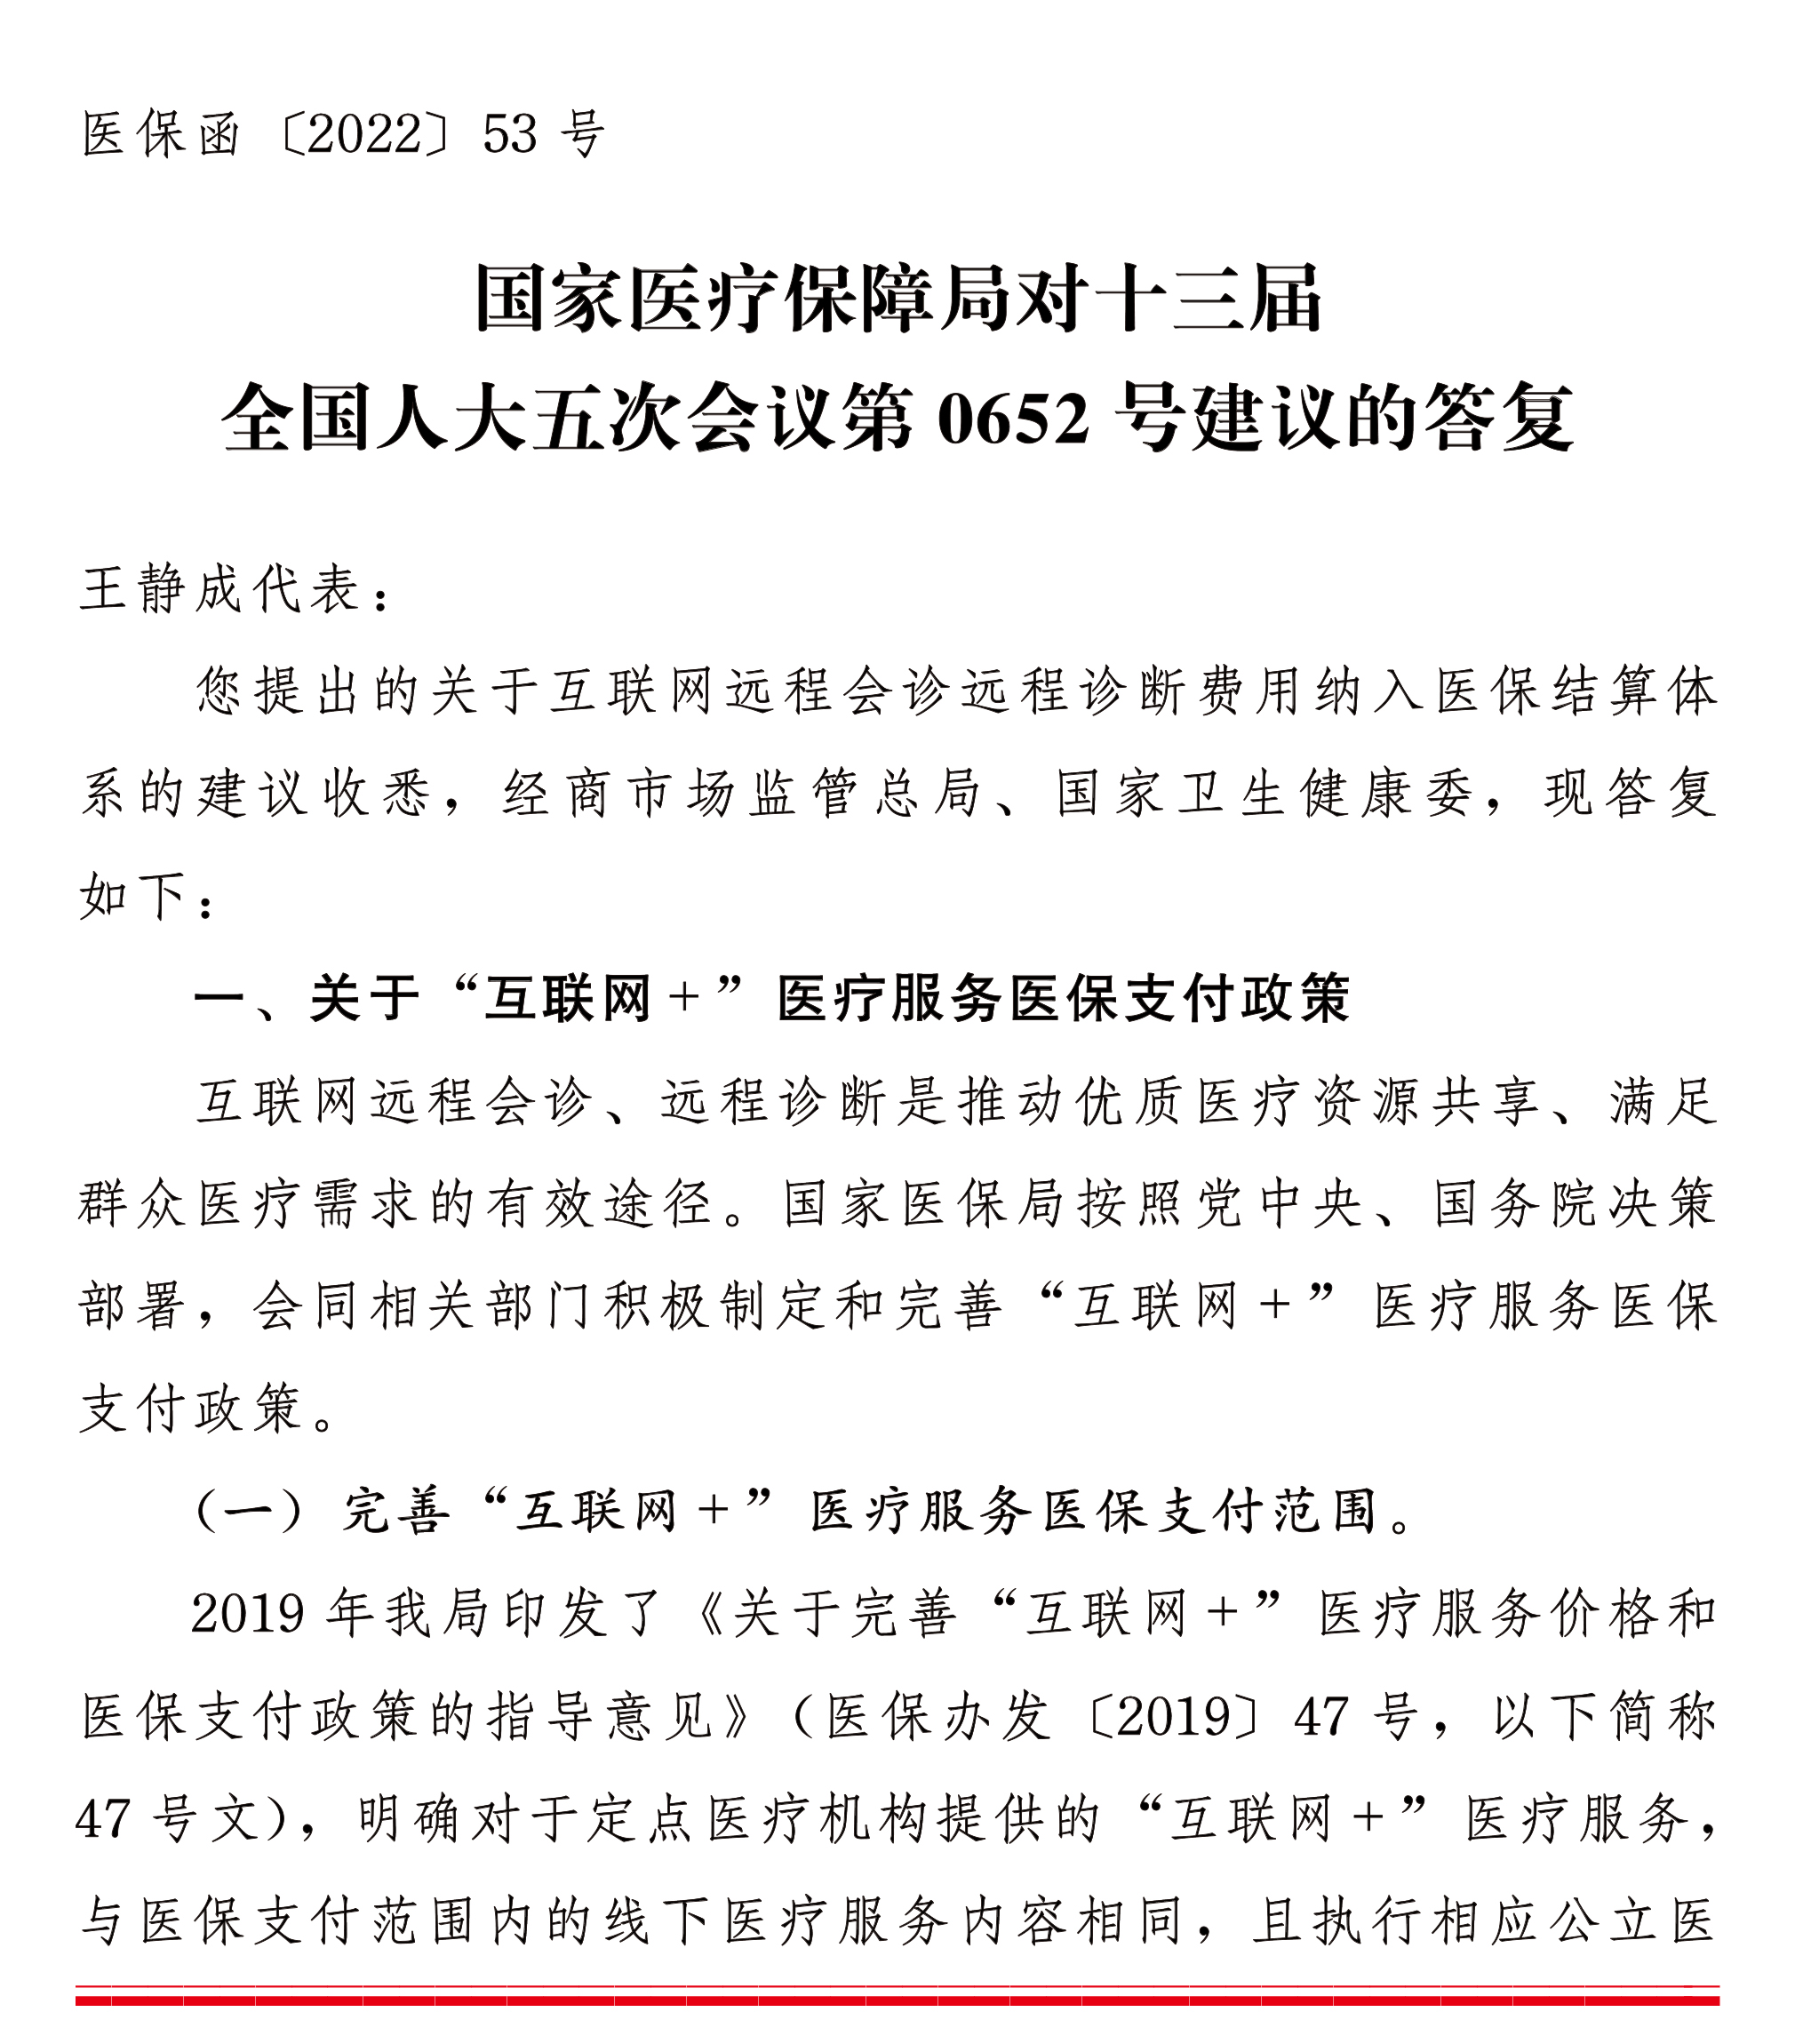 医保函〔2022〕53 号
国家医疗保障局对十三届
全国人大五次会议第 0652 号建议的答复
王静成代表：
您提出的关于互联网远程会诊远程诊断费用纳入医保结算体
系的建议收悉，经商市场监管总局、国家卫生健康委，现答复
如下：
一、关于“互联网＋”医疗服务医保支付政策
互联网远程会诊、远程诊断是推动优质医疗资源共享、满足
群众医疗需求的有效途径。国家医保局按照党中央、国务院决策
部署，会同相关部门积极制定和完善“互联网＋”医疗服务医保
支付政策。
（一）完善“互联网＋”医疗服务医保支付范围。
2019 年我局印发了《关于完善“互联网＋”医疗服务价格和
医保支付政策的指导意见》（医保办发〔2019〕47 号，以下简称
47 号文），明确对于定点医疗机构提供的“互联网＋”医疗服务，
与医保支付范围内的线下医疗服务内容相同，且执行相应公立医